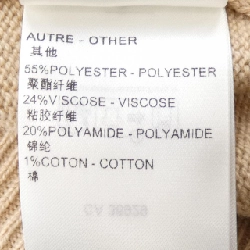 AUTRE - OTHER
其他
55%POLYESTER - POLYESTER
聚酯纤维
24%VISCOSE - VISCOSE
粘胶纤维
20%POLYAMIDE - POLYAMIDE
锦纶
1%COTON - COTTON
棉